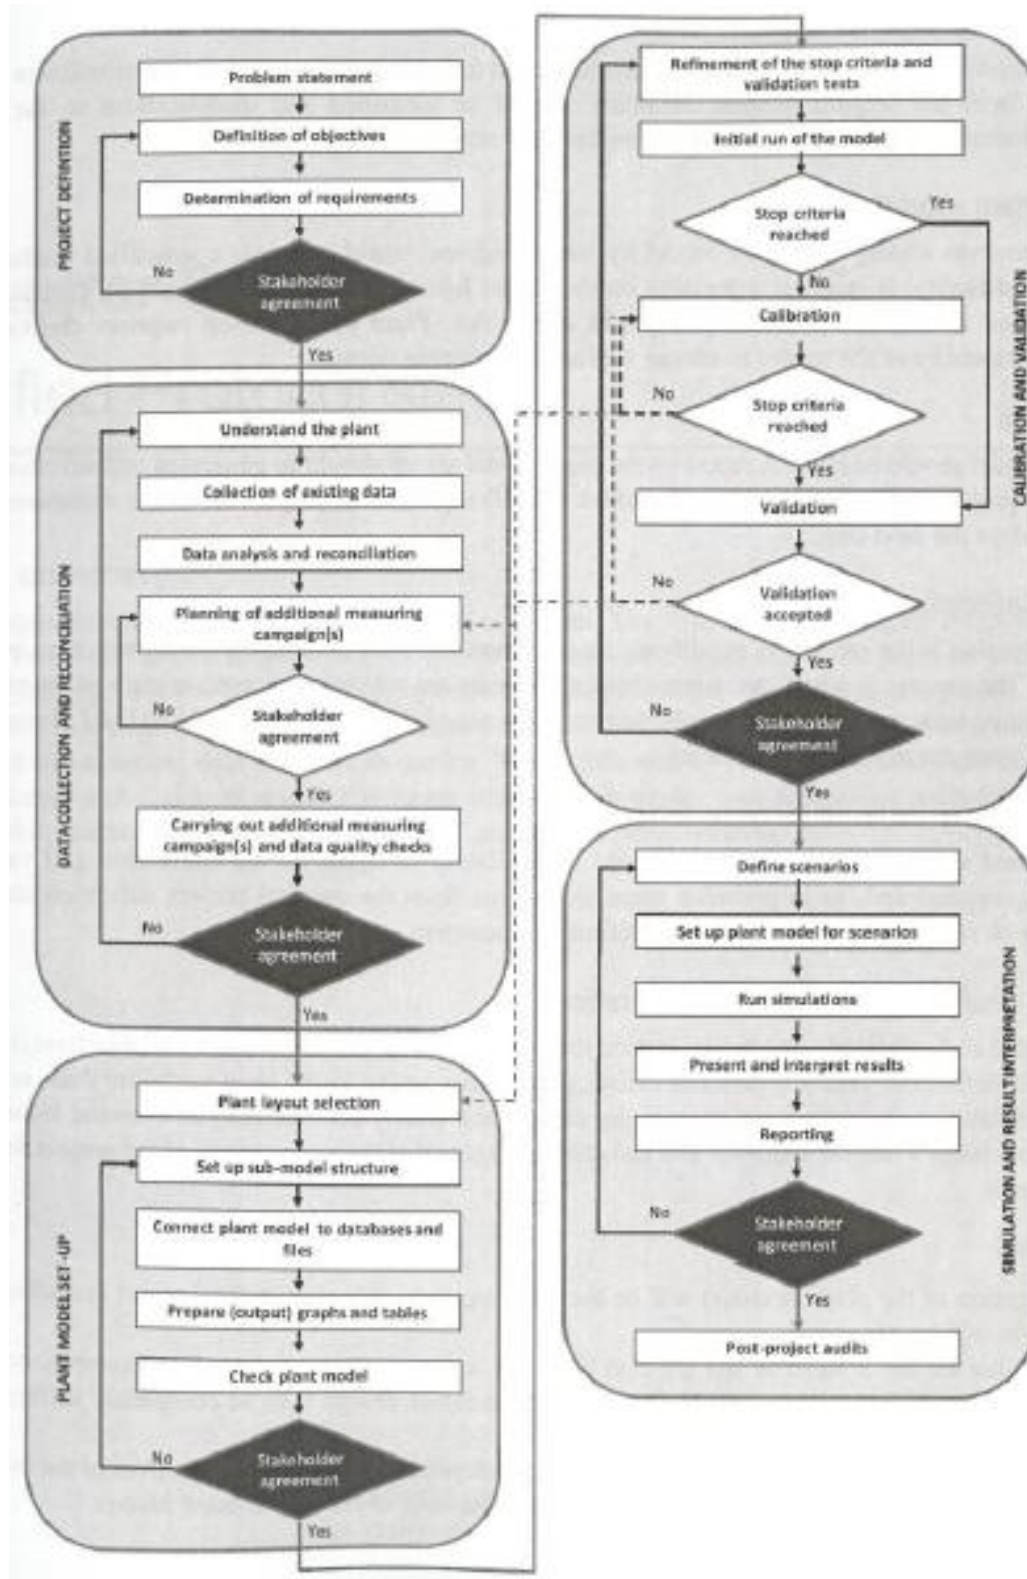 PROJECT DEFINTION
Problem statement
Definition of objectives
Determination of requirements
No
Stakeholder
agreement
Yes
DATA COLLECTION AND RECONCILIATION
Understand the plant
Collection of existing data
Data analysis and reconciliation
Planning of additional measuring
campaign(s)
No
Stakeholder
agreement
Yes
Carrying out additional measuring
campaign(s) and data quality checks
No
Stakeholder
agreement
Yes
PLANT MODEL SET-UP
Plant layout selection
Set up sub-model structure
Connect plant model to databases and
files
Prepare (output) graphs and tables
Check plant model
No
Stakeholder
agreement
Yes
CALIBRATION AND VALIDATION
Refinement of the stop criteria and
validation tests
Initial run of the model
Stop criteria
reached
Yes
No
Calibration
No
Stop criteria
reached
Yes
Validation
No
Validation
accepted
Yes
No
Stakeholder
agreement
Yes
SIMULATION AND RESULT INTERPRETATION
Define scenarios
Set up plant model for scenarios
Run simulations
Present and interpret results
Reporting
No
Stakeholder
agreement
Yes
Post-project audits